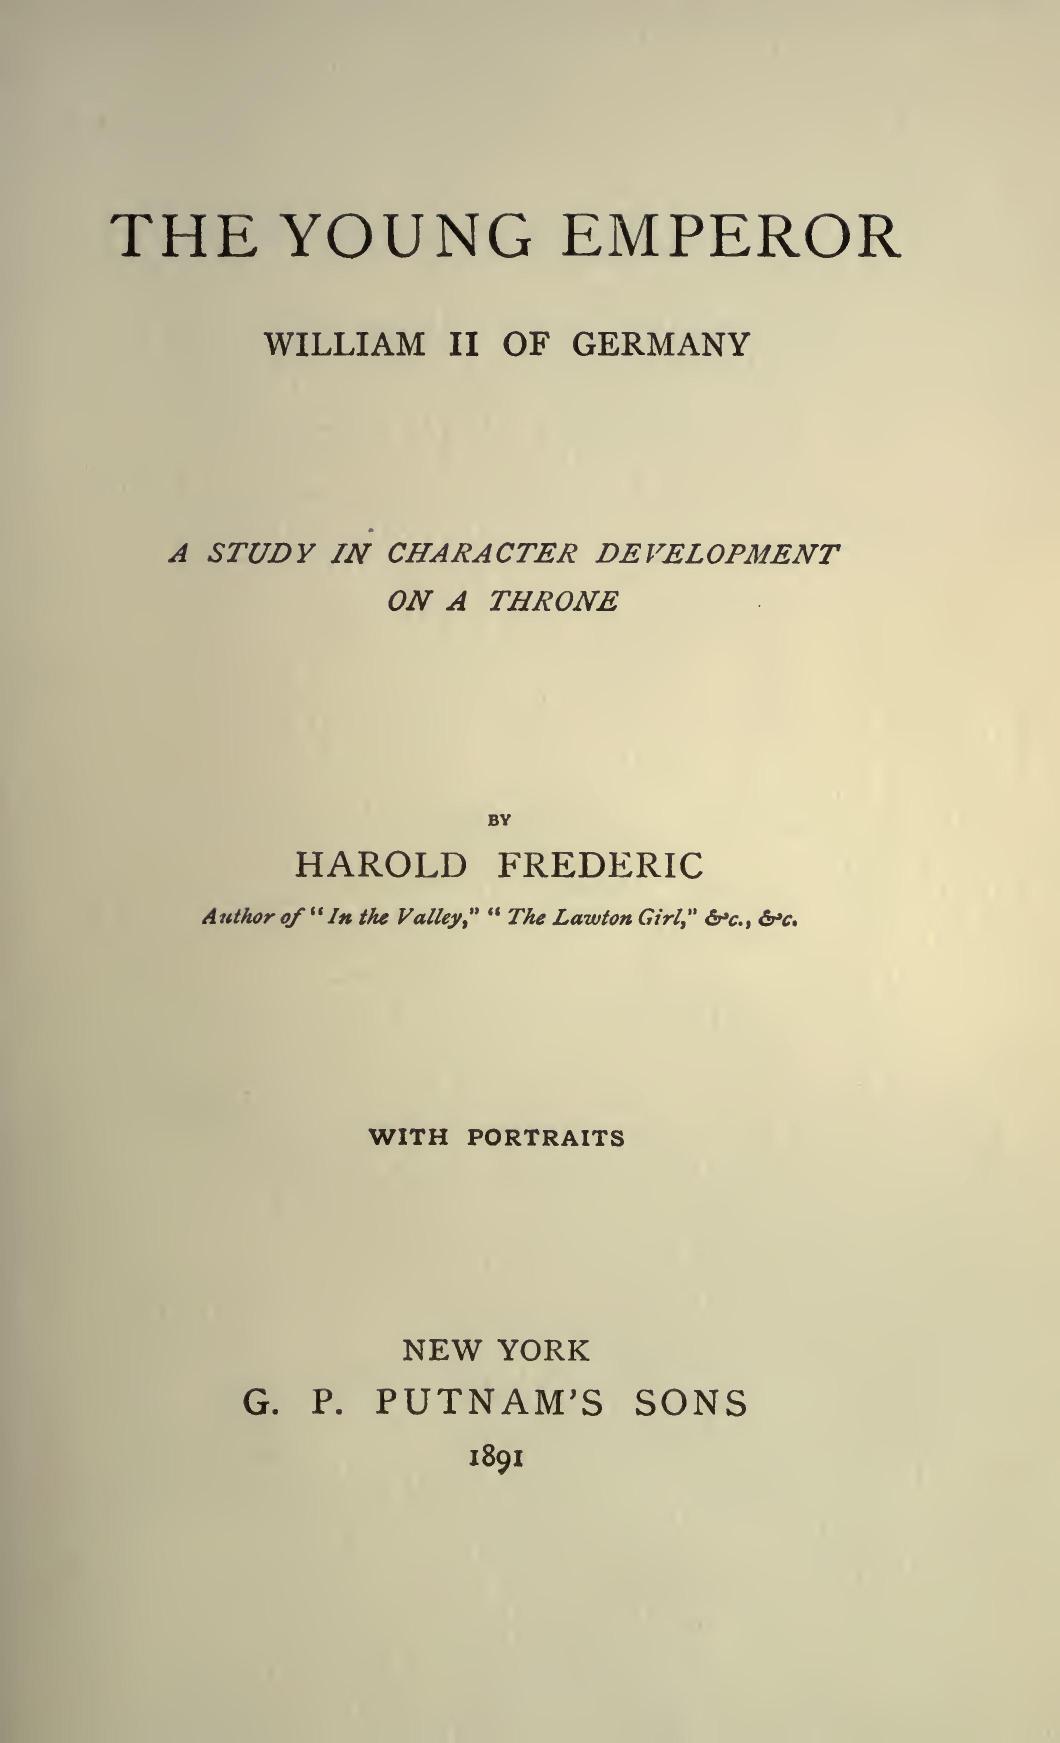 THE YOUNG EMPEROR
WILLIAM II OF GERMANY
A STUDY IN CHARACTER DEVELOPMENT
ON A THRONE
BY
HAROLD FREDERIC
Author of “In the Valley,” “The Lawton Girl,” &c., &c.
WITH PORTRAITS
NEW YORK
G. P. PUTNAM'S SONS
1891